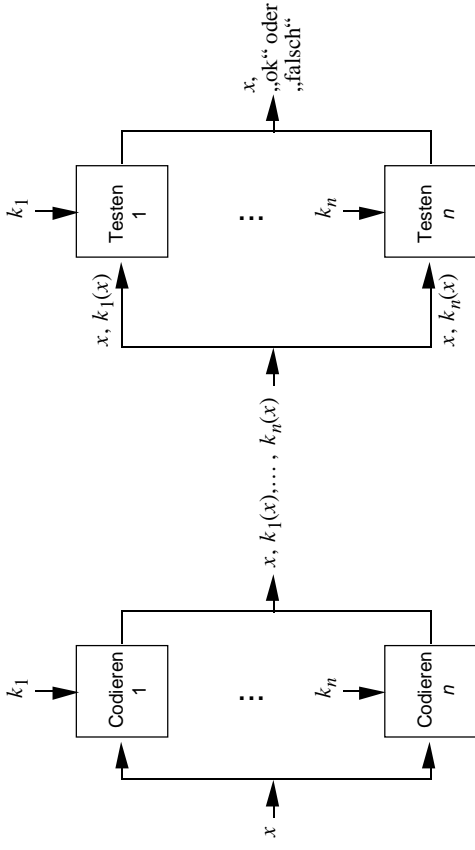 x
k1
Codieren
1
...
kn
Codieren
n
x, k1(x),... , kn(x)
x, k1(x)
k1
Testen
1
...
x, kn(x)
kn
Testen
n
x,
„ok“ oder
„falsch“